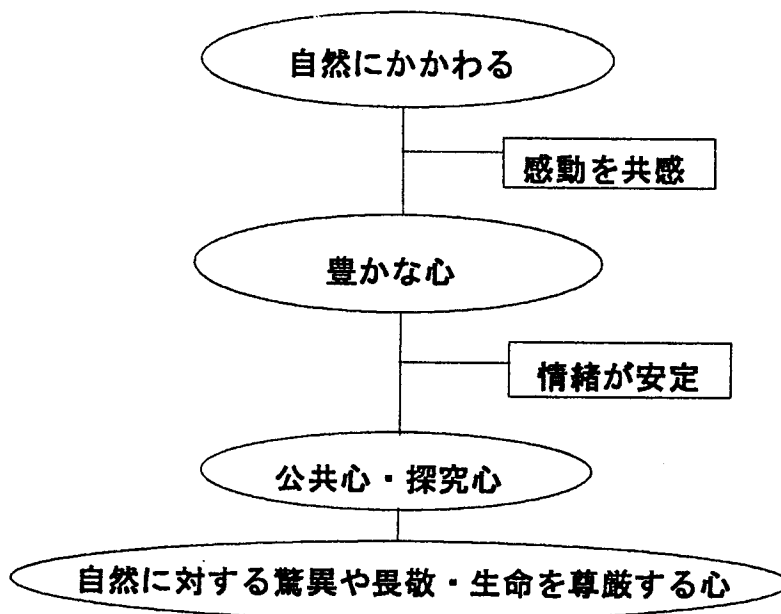 自然にかかわる
感動を共感
豊かな心
情緒が安定
公共心・探究心
自然に対する驚異や畏敬・生命を尊厳する心